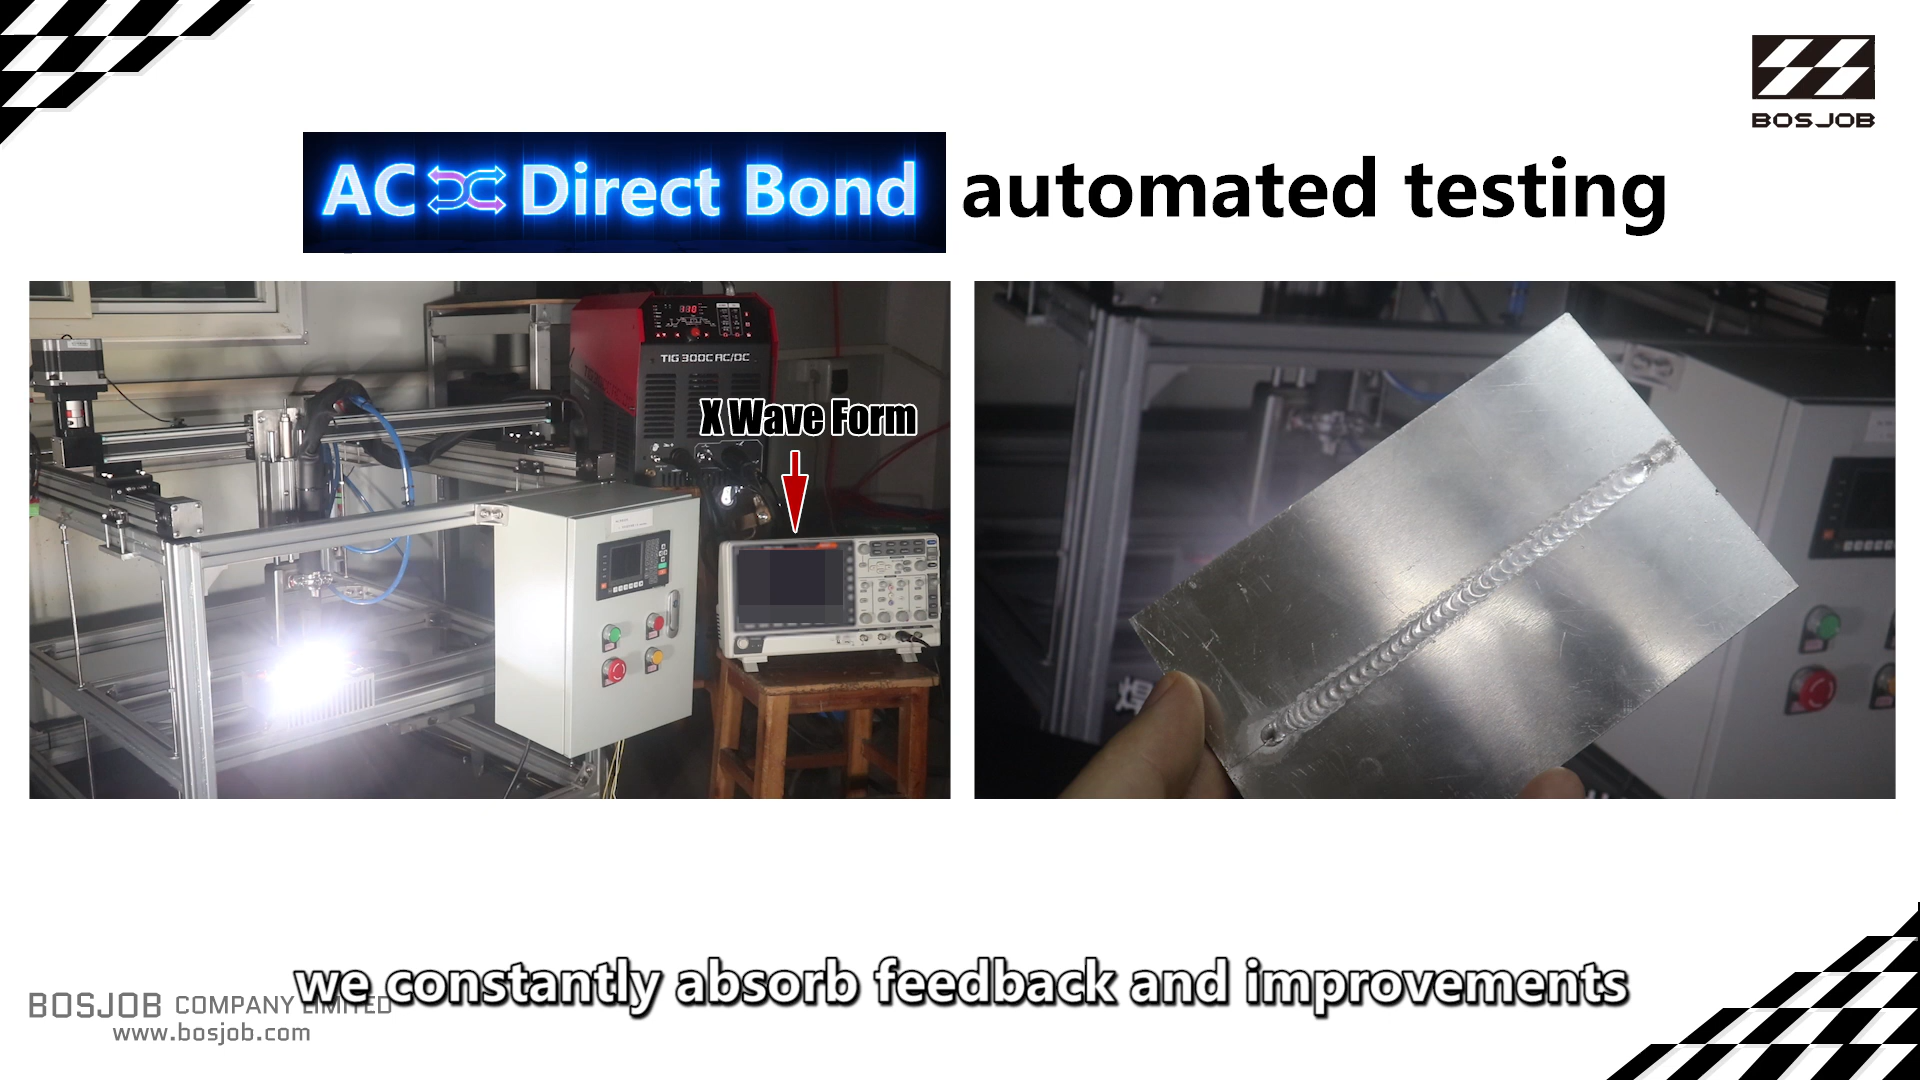 BOSJOB
AC Direct Bond automated testing
110
TIG 300C AC/DC
X Wave Form
we constantly absorb feedback and improvements
BOSJOB COMPANY LIMITED
www.bosjob.com